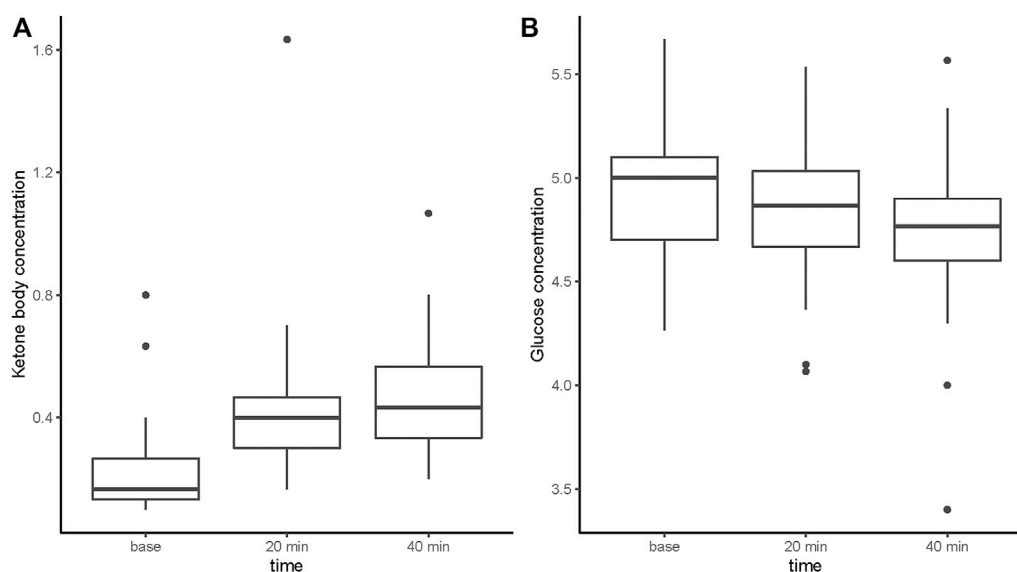 A
Ketone body concentration
1.6
1.2
0.8
0.4
base
20 min
40 min
time
B
Glucose concentration
5.5
5.0
4.5
4.0
3.5
base
20 min
40 min
time